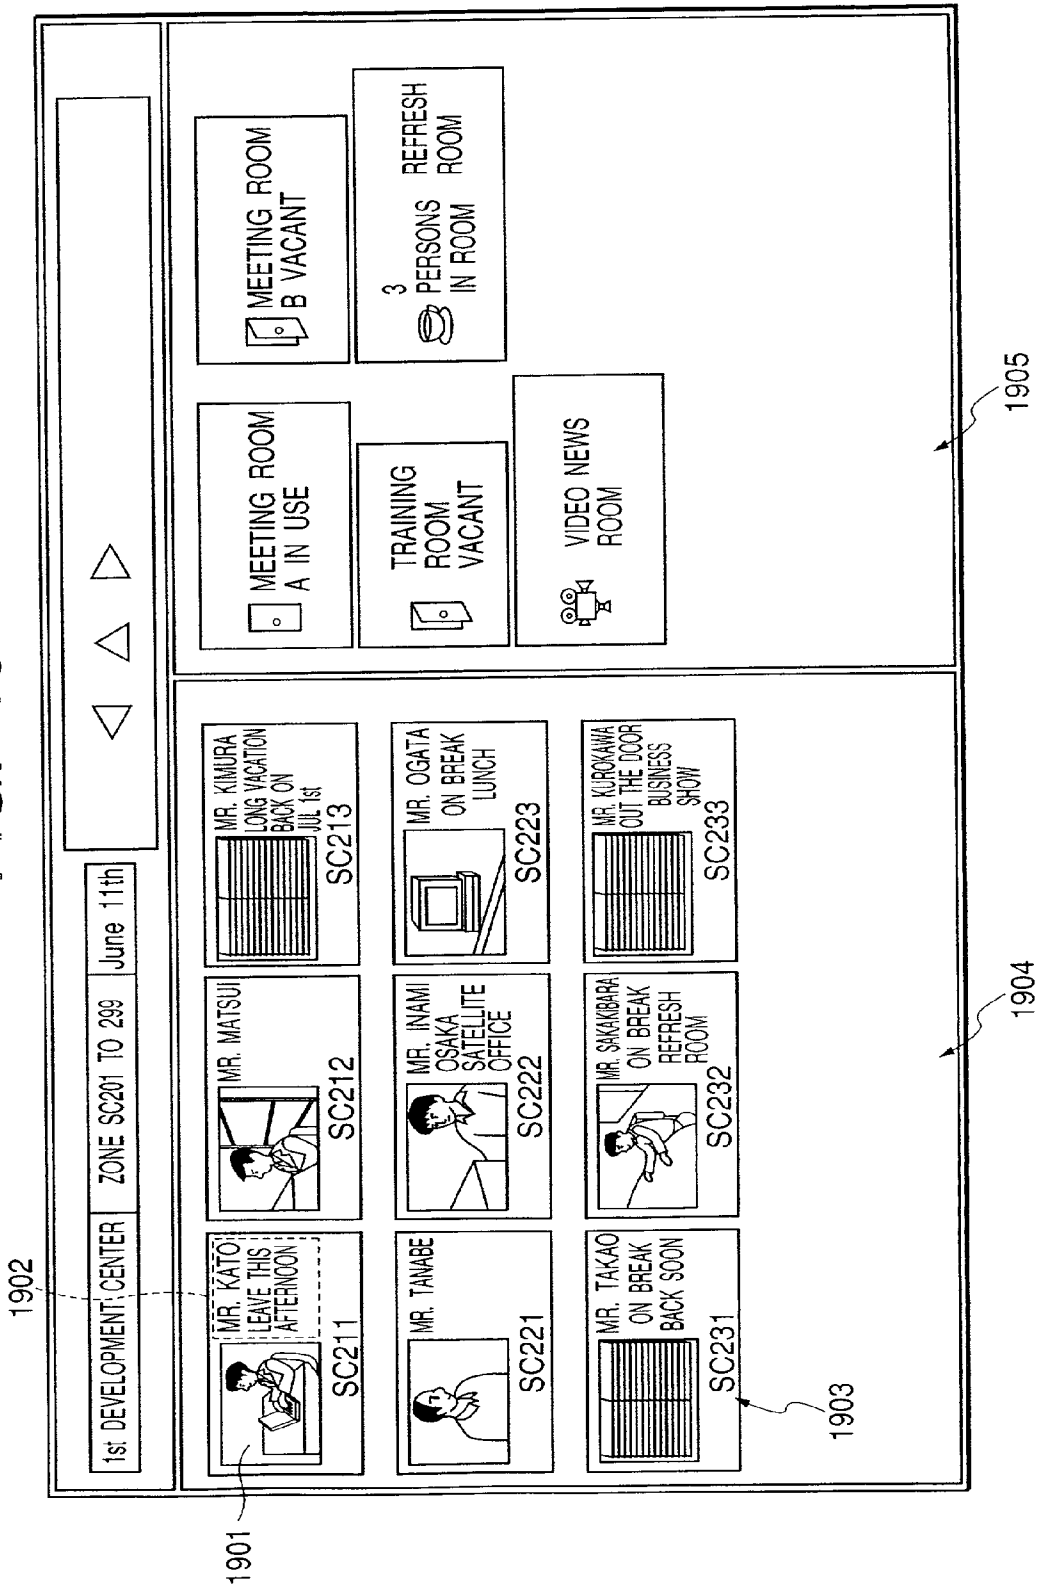 1902
1901
1903
1904
1905
1st DEVELOPMENT CENTER
ZONE SC201 TO 299
June 11th
MR. KATO
LEAVE THIS
AFTERNOON
SC211
MR. MATSUI
SC212
MR. KIMURA
LONG VACATION
BACK ON
JUL 1st
SC213
MR. TANABE
SC221
MR. INAMI
OSAKA
SATELLITE
OFFICE
SC222
MR. OGATA
ON BREAK
LUNCH
SC223
MR. TAKAO
ON BREAK
BACK SOON
SC231
MR. SAKAKIBARA
ON BREAK
REFRESH
ROOM
SC232
MR. KUROKAWA
OUT THE DOOR
BUSINESS
SHOW
SC233
MEETING ROOM
A IN USE
MEETING ROOM
B VACANT
TRAINING
ROOM
VACANT
3
PERSONS
IN ROOM
REFRESH
ROOM
VIDEO NEWS
ROOM